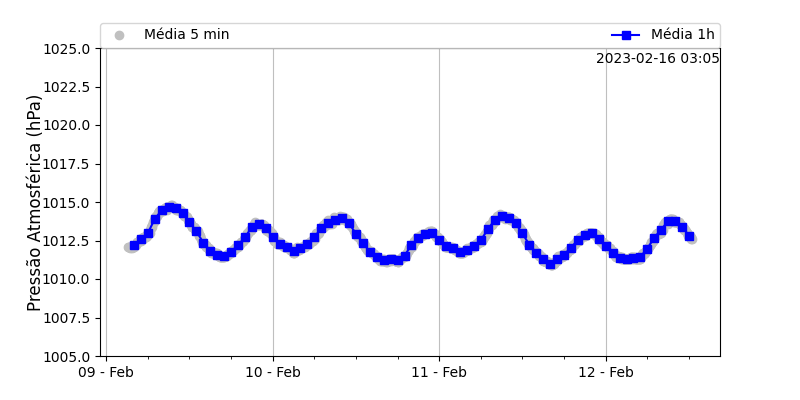 Média 5 min
Média 1h
2023-02-16 03:05
Pressão Atmosférica (hPa)
1025.0
1022.5
1020.0
1017.5
1015.0
1012.5
1010.0
1007.5
1005.0
09 - Feb
10 - Feb
11 - Feb
12 - Feb